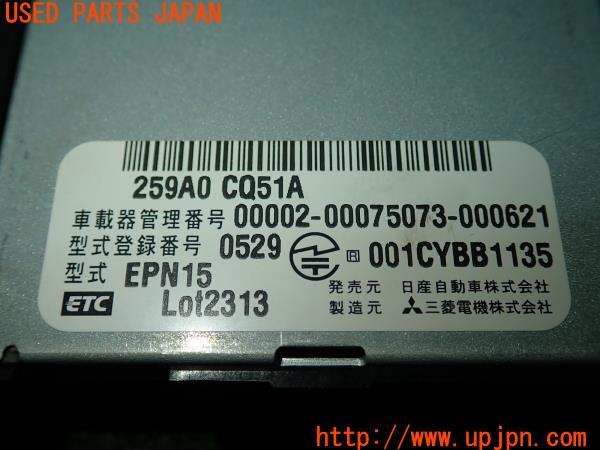 USED PARTS JAPAN
259A0 CQ51A
車載器管理番号 00002-00075073-000621
型式登録番号 0529 R 001CYBB1135
型式 EPN15 発売元 日産自動車株式会社
ETC Lot2313 製造元 三菱電機株式会社
http://www.upjpn.com